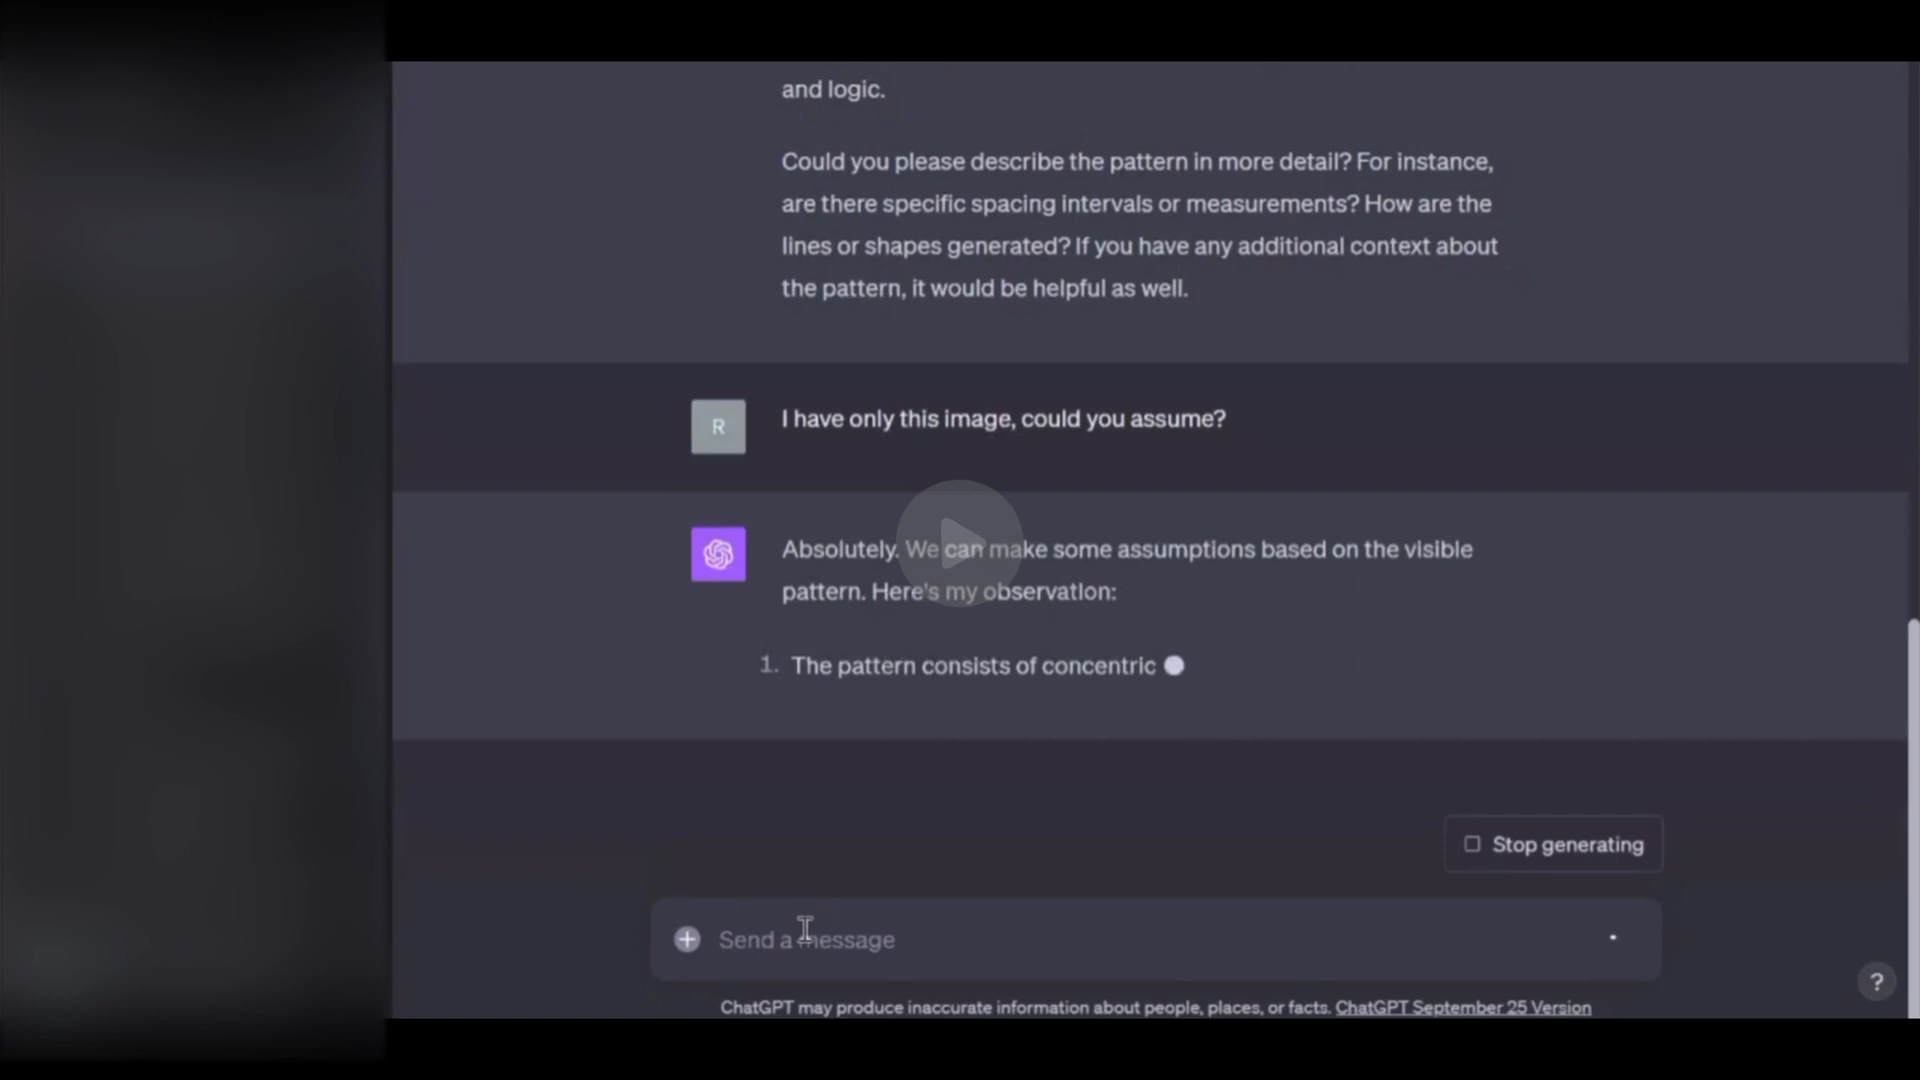 and logic.
Could you please describe the pattern in more detail? For instance,
are there specific spacing intervals or measurements? How are the
lines or shapes generated? If you have any additional context about
the pattern, it would be helpful as well.
R
I have only this image, could you assume?
Absolutely. We can make some assumptions based on the visible
pattern. Here's my observation:
1. The pattern consists of concentric
Stop generating
Send a message
?
ChatGPT may produce inaccurate information about people, places, or facts. ChatGPT September 25 Version